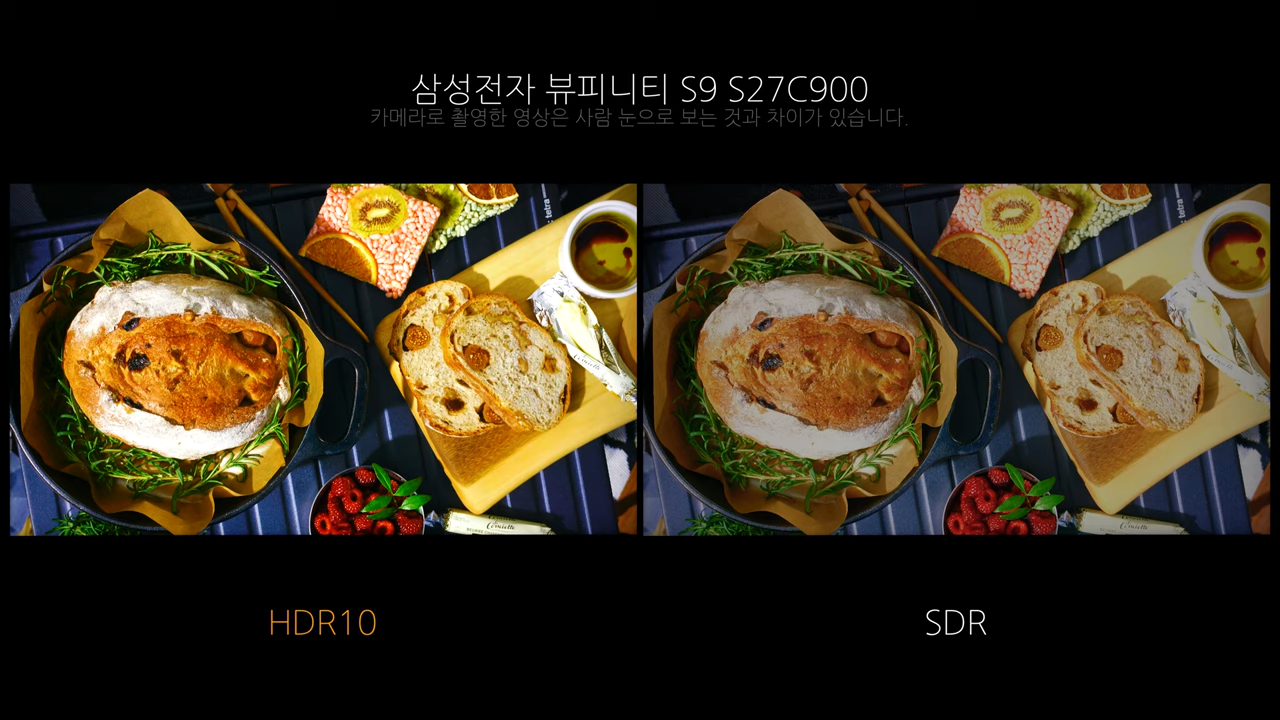 삼성전자 뷰피니티 S9 S27C900
카메라로 촬영한 영상은 사람 눈으로 보는 것과 차이가 있습니다.
tetra
tetra
HDR10
SDR